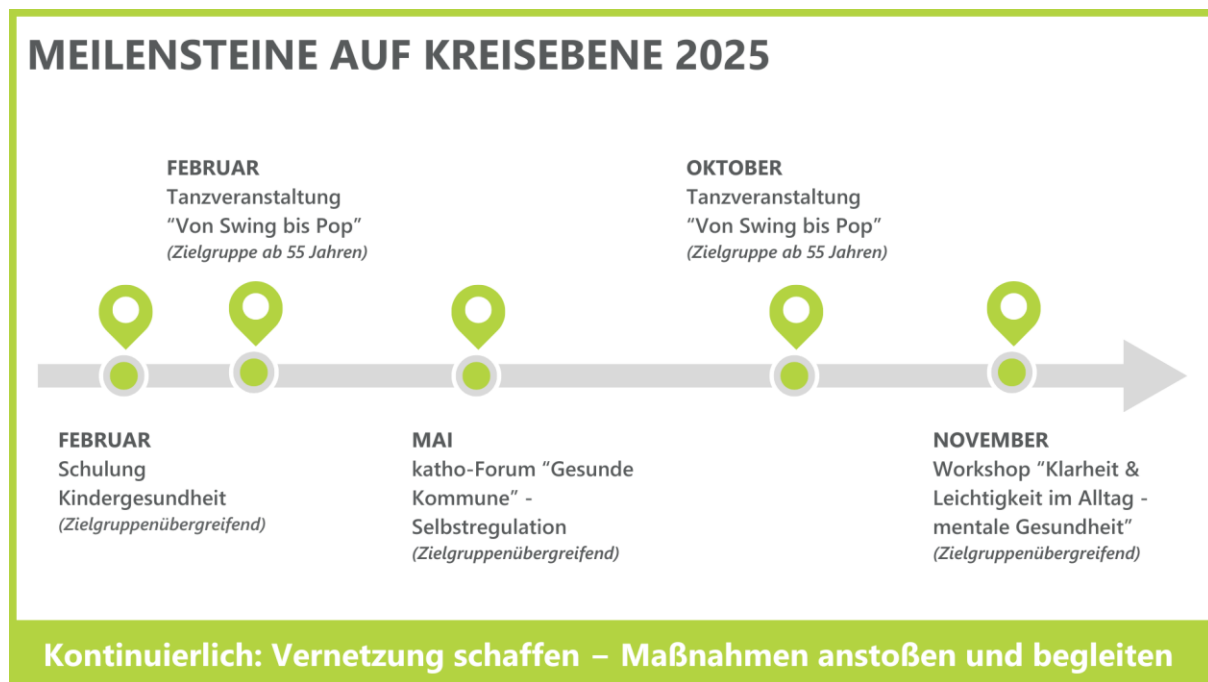 MEILENSTEINE AUF KREISEBENE 2025
FEBRUAR
Tanzveranstaltung
“Von Swing bis Pop”
(Zielgruppe ab 55 Jahren)
OKTOBER
Tanzveranstaltung
“Von Swing bis Pop”
(Zielgruppe ab 55 Jahren)
FEBRUAR
Schulung
Kindergesundheit
(Zielgruppenübergreifend)
MAI
katho-Forum “Gesunde
Kommune” -
Selbstregulation
(Zielgruppenübergreifend)
NOVEMBER
Workshop “Klarheit &
Leichtigkeit im Alltag -
mentale Gesundheit”
(Zielgruppenübergreifend)
Kontinuierlich: Vernetzung schaffen – Maßnahmen anstoßen und begleiten